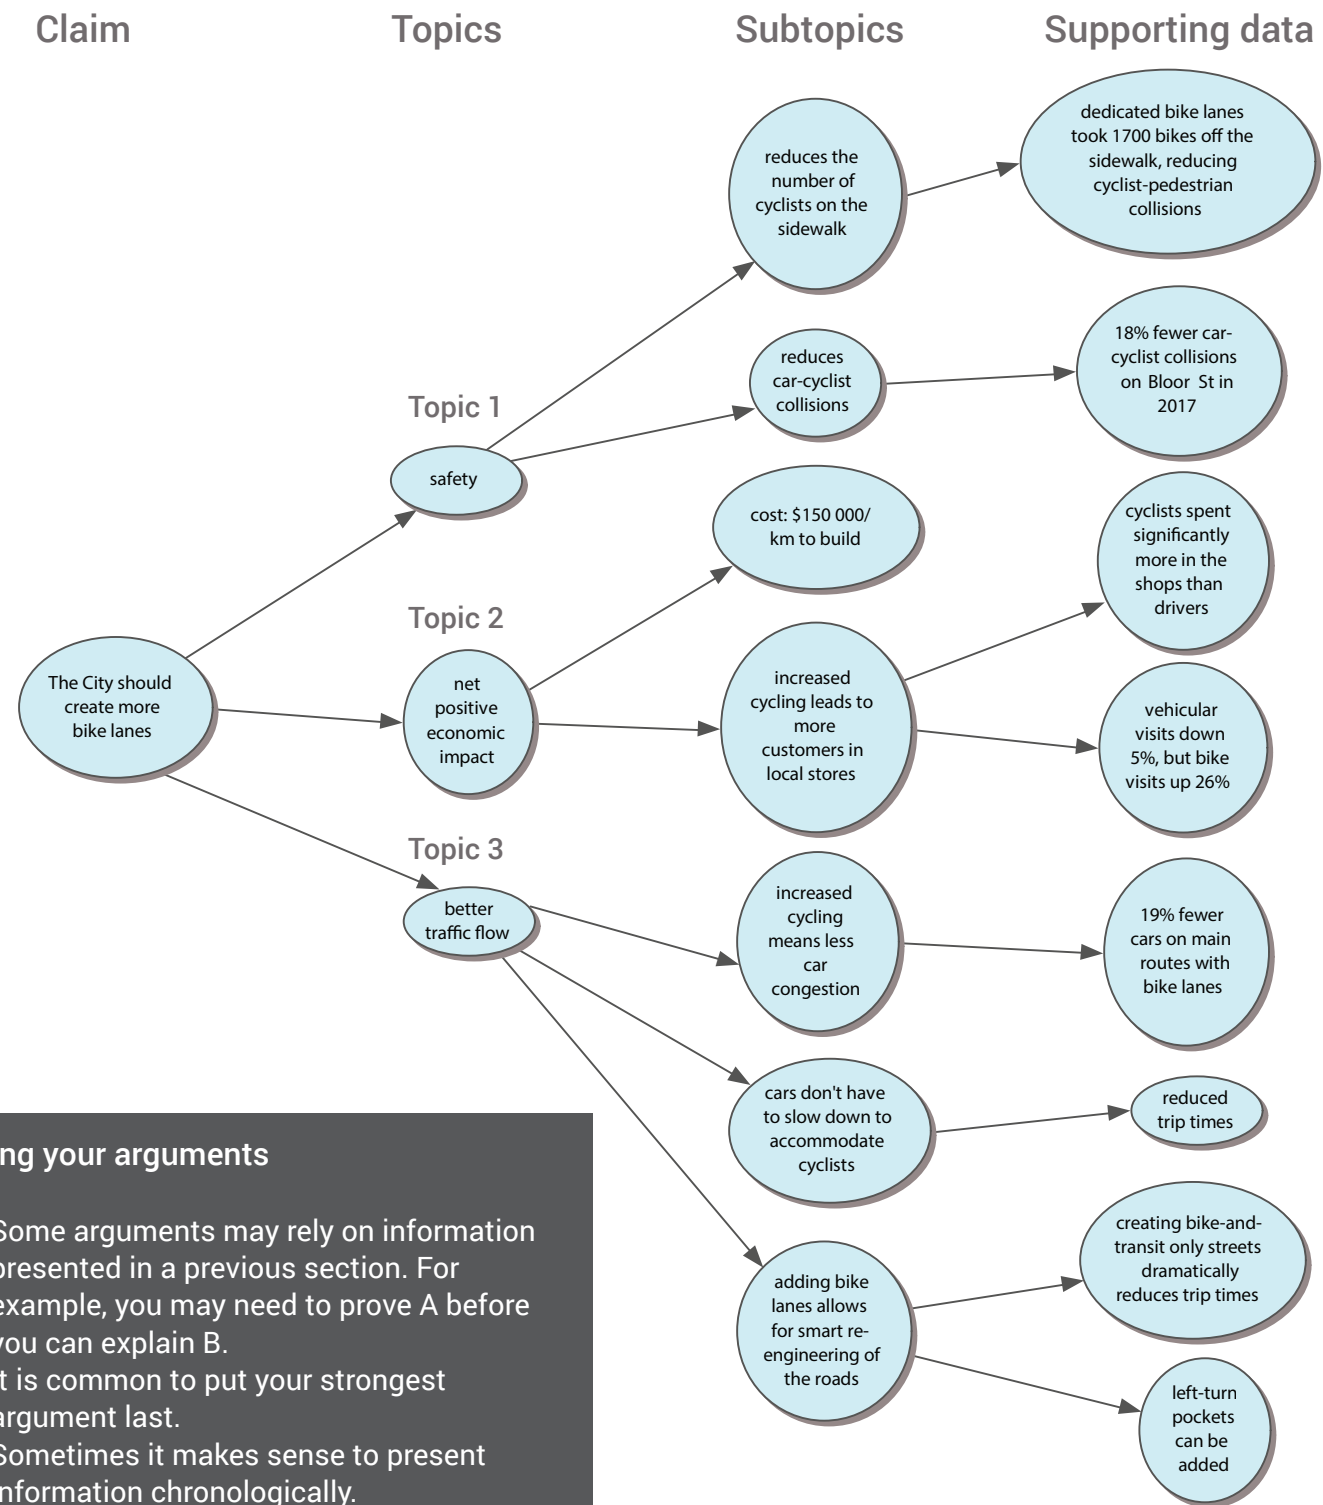 Claim
Topics
Subtopics
Supporting data
The City should
create more
bike lanes
Topic 1
safety
reduces the
number of
cyclists on the
sidewalk
dedicated bike lanes
took 1700 bikes off the
sidewalk, reducing
cyclist-pedestrian
collisions
reduces
car-cyclist
collisions
18% fewer car-
cyclist collisions
on Bloor St in
2017
Topic 2
net
positive
economic
impact
cost: $150 000/
km to build
increased
cycling leads to
more
customers in
local stores
cyclists spent
significantly
more in the
shops than
drivers
vehicular
visits down
5%, but bike
visits up 26%
Topic 3
better
traffic flow
increased
cycling
means less
car
congestion
19% fewer
cars on main
routes with
bike lanes
cars don't have
to slow down to
accommodate
cyclists
reduced
trip times
adding bike
lanes allows
for smart re-
engineering of
the roads
creating bike-and-
transit only streets
dramatically
reduces trip times
left-turn
pockets
can be
added
ng your arguments
Some arguments may rely on information
presented in a previous section. For
example, you may need to prove A before
you can explain B.
t is common to put your strongest
argument last.
Sometimes it makes sense to present
information chronologically.